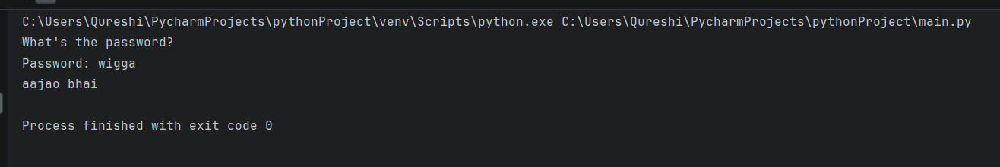 C:\Users\Qureshi\PycharmProjects\pythonProject\venv\Scripts\python.exe C:\Users\Qureshi\PycharmProjects\pythonProject\main.py
What's the password?
Password: wigga
aajao bhai
Process finished with exit code 0